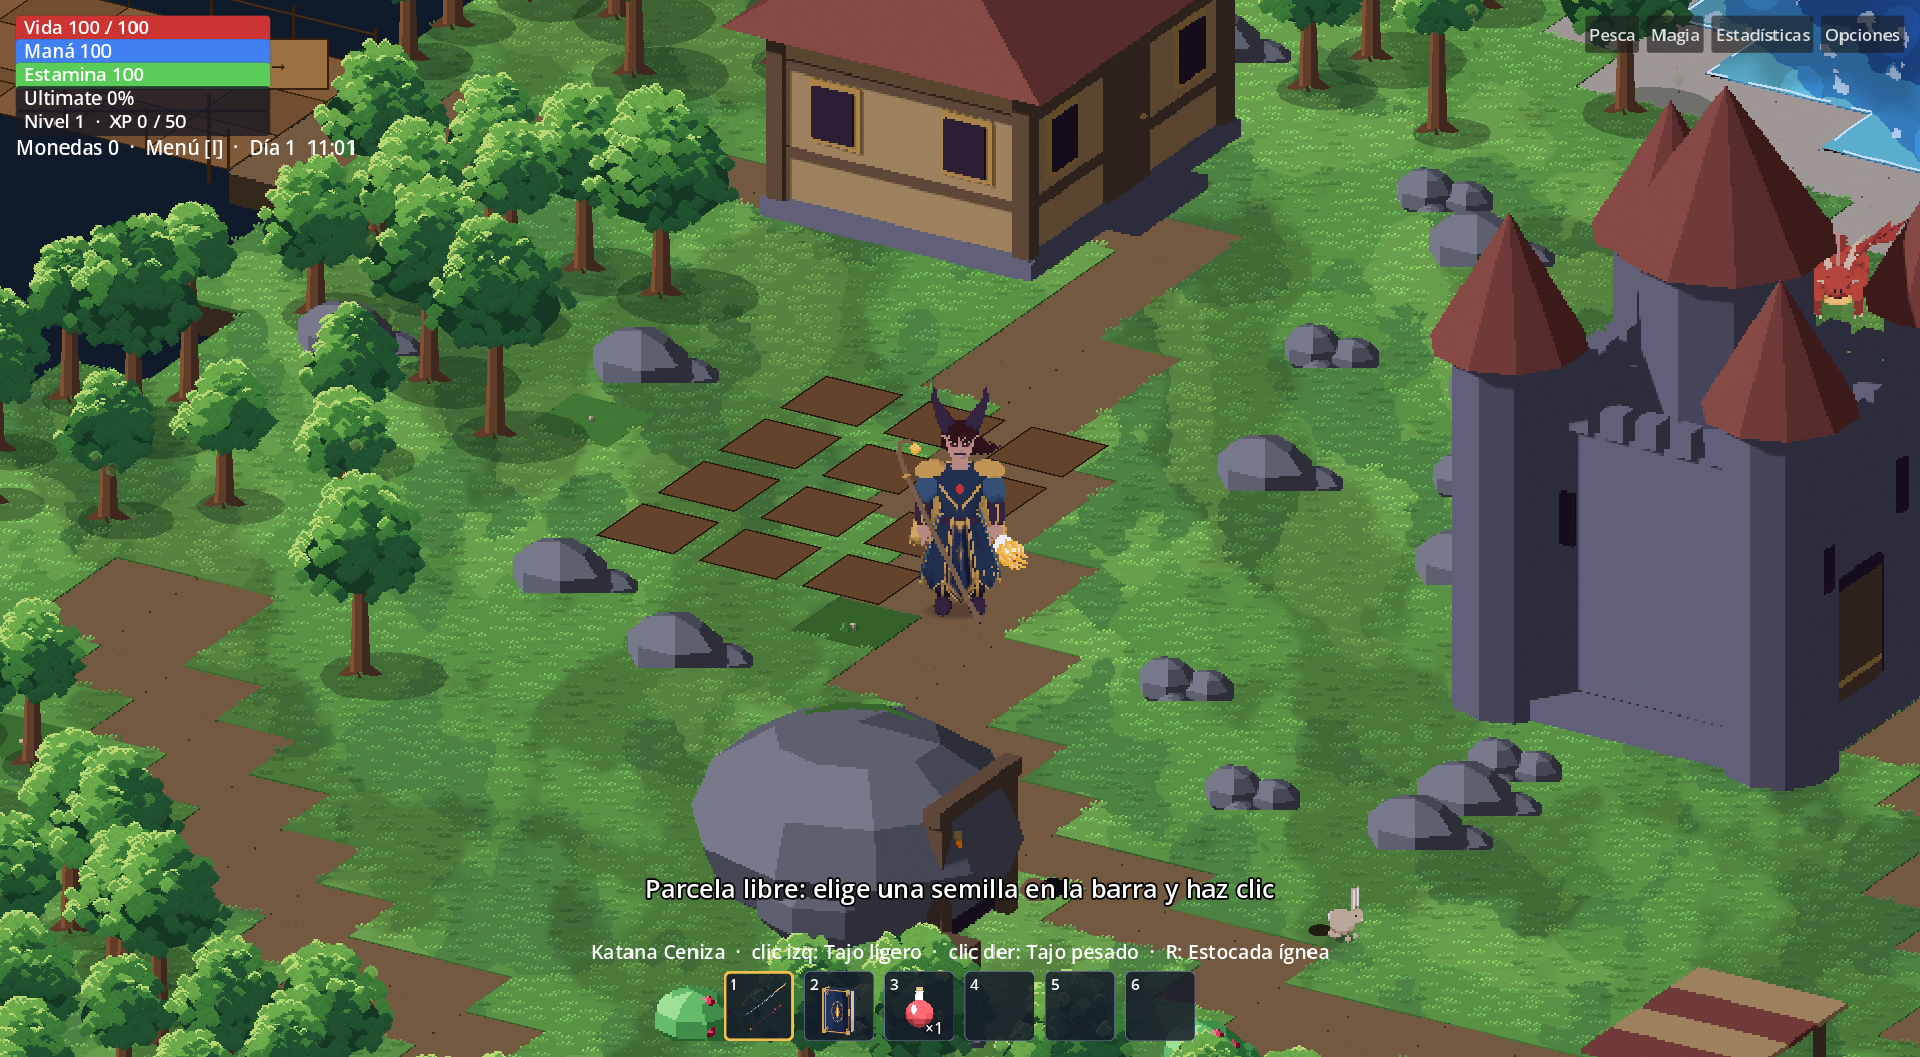 Vida 100 / 100
Maná 100
Estamina 100
Ultimate 0%
Nivel 1 · XP 0 / 50
Monedas 0 · Menú [I] · Día 1 11:01
→
Pesca Magia Estadísticas Opciones
Parcela libre: elige una semilla en la barra y haz clic
Katana Ceniza · clic izq: Tajo ligero · clic der: Tajo pesado · R: Estocada ígnea
1 2 3 4 5 6
×1